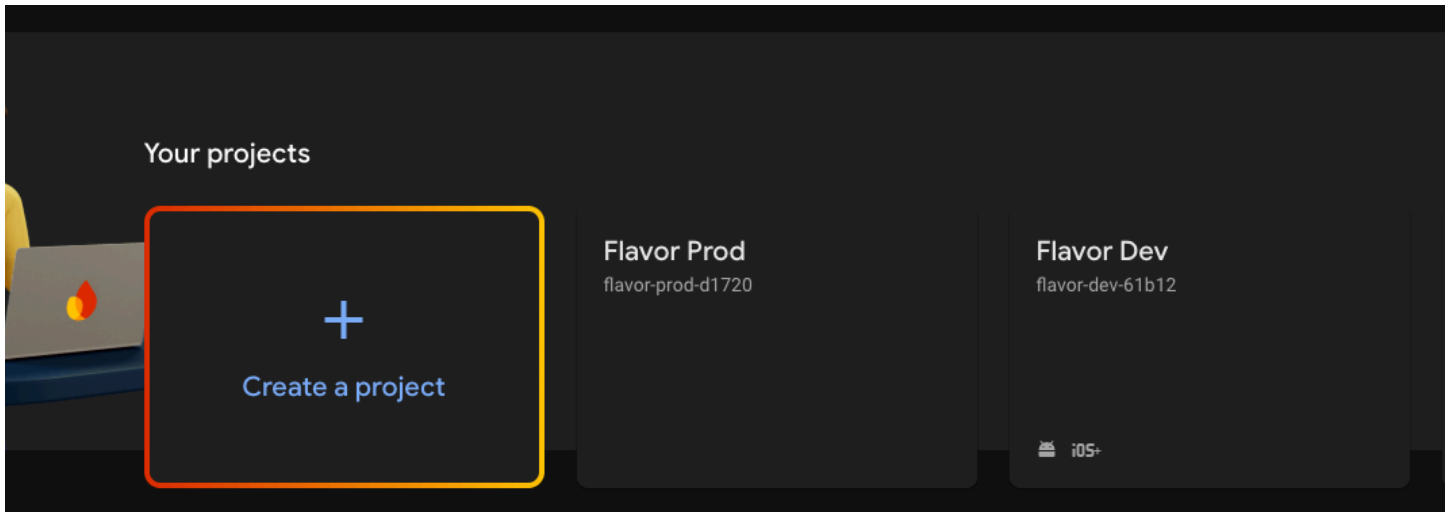 Your projects
Create a project
Flavor Prod
flavor-prod-d1720
Flavor Dev
flavor-dev-61b12
iOS+